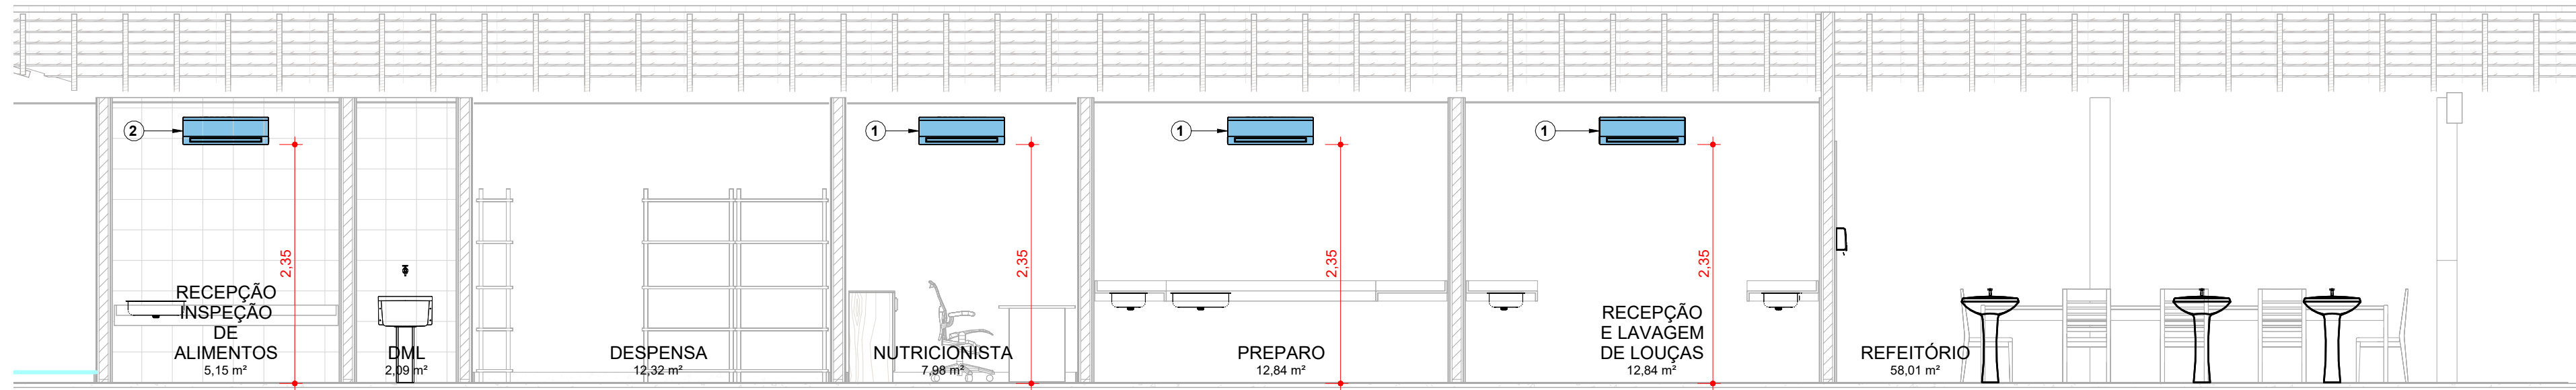 2
1
1
1
2,35
2,35
2,35
2,35
RECEPÇÃO
INSPEÇÃO
DE
ALIMENTOS
5,15 m²
DML
2,09 m²
DESPENSA
12,32 m²
NUTRICIONISTA
7,98 m²
PREPARO
12,84 m²
RECEPÇÃO
E LAVAGEM
DE LOUÇAS
12,84 m²
REFEITÓRIO
58,01 m²